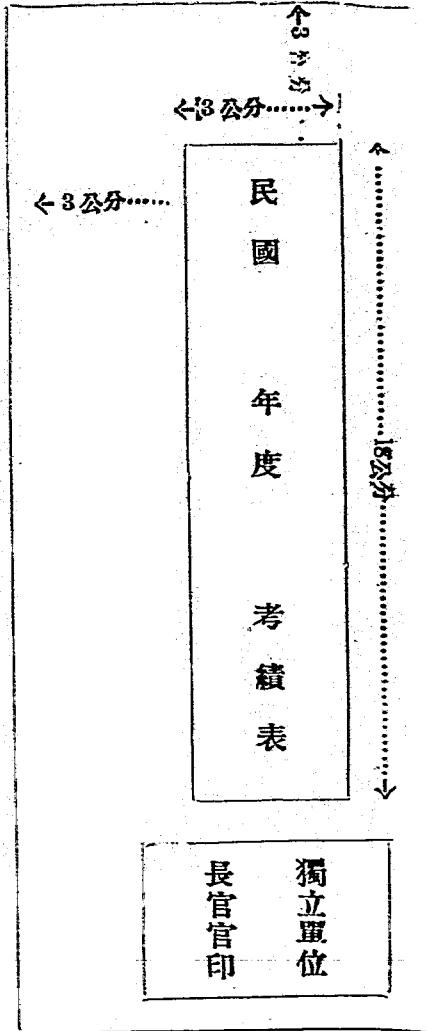 3公分
3公分
3公分
18公分
民國 年度 考績表
獨立單位
長官官印